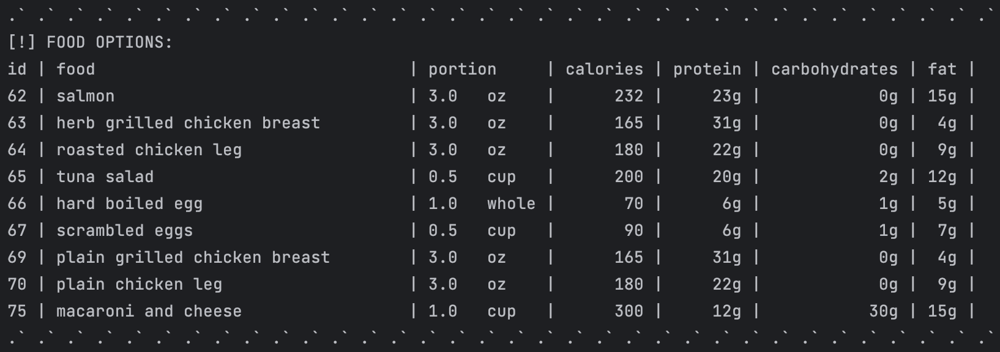 .` .` .` .` .` .` .` .` .` .` .` .` .` .` .` .` .` .` .` .` .` .` .` .` .` .` .` .` .` .` .` .` .` .`
[!] FOOD OPTIONS:
id | food                                | portion     | calories | protein | carbohydrates | fat |
62 | salmon                              | 3.0   oz    |      232 |     23g |            0g | 15g |
63 | herb grilled chicken breast         | 3.0   oz    |      165 |     31g |            0g |  4g |
64 | roasted chicken leg                 | 3.0   oz    |      180 |     22g |            0g |  9g |
65 | tuna salad                          | 0.5   cup   |      200 |     20g |            2g | 12g |
66 | hard boiled egg                     | 1.0   whole |       70 |      6g |            1g |  5g |
67 | scrambled eggs                      | 0.5   cup   |       90 |      6g |            1g |  7g |
69 | plain grilled chicken breast        | 3.0   oz    |      165 |     31g |            0g |  4g |
70 | plain chicken leg                   | 3.0   oz    |      180 |     22g |            0g |  9g |
75 | macaroni and cheese                 | 1.0   cup   |      300 |     12g |           30g | 15g |
.` .` .` .` .` .` .` .` .` .` .` .` .` .` .` .` .` .` .` .` .` .` .` .` .` .` .` .` .` .` .` .` .` .`